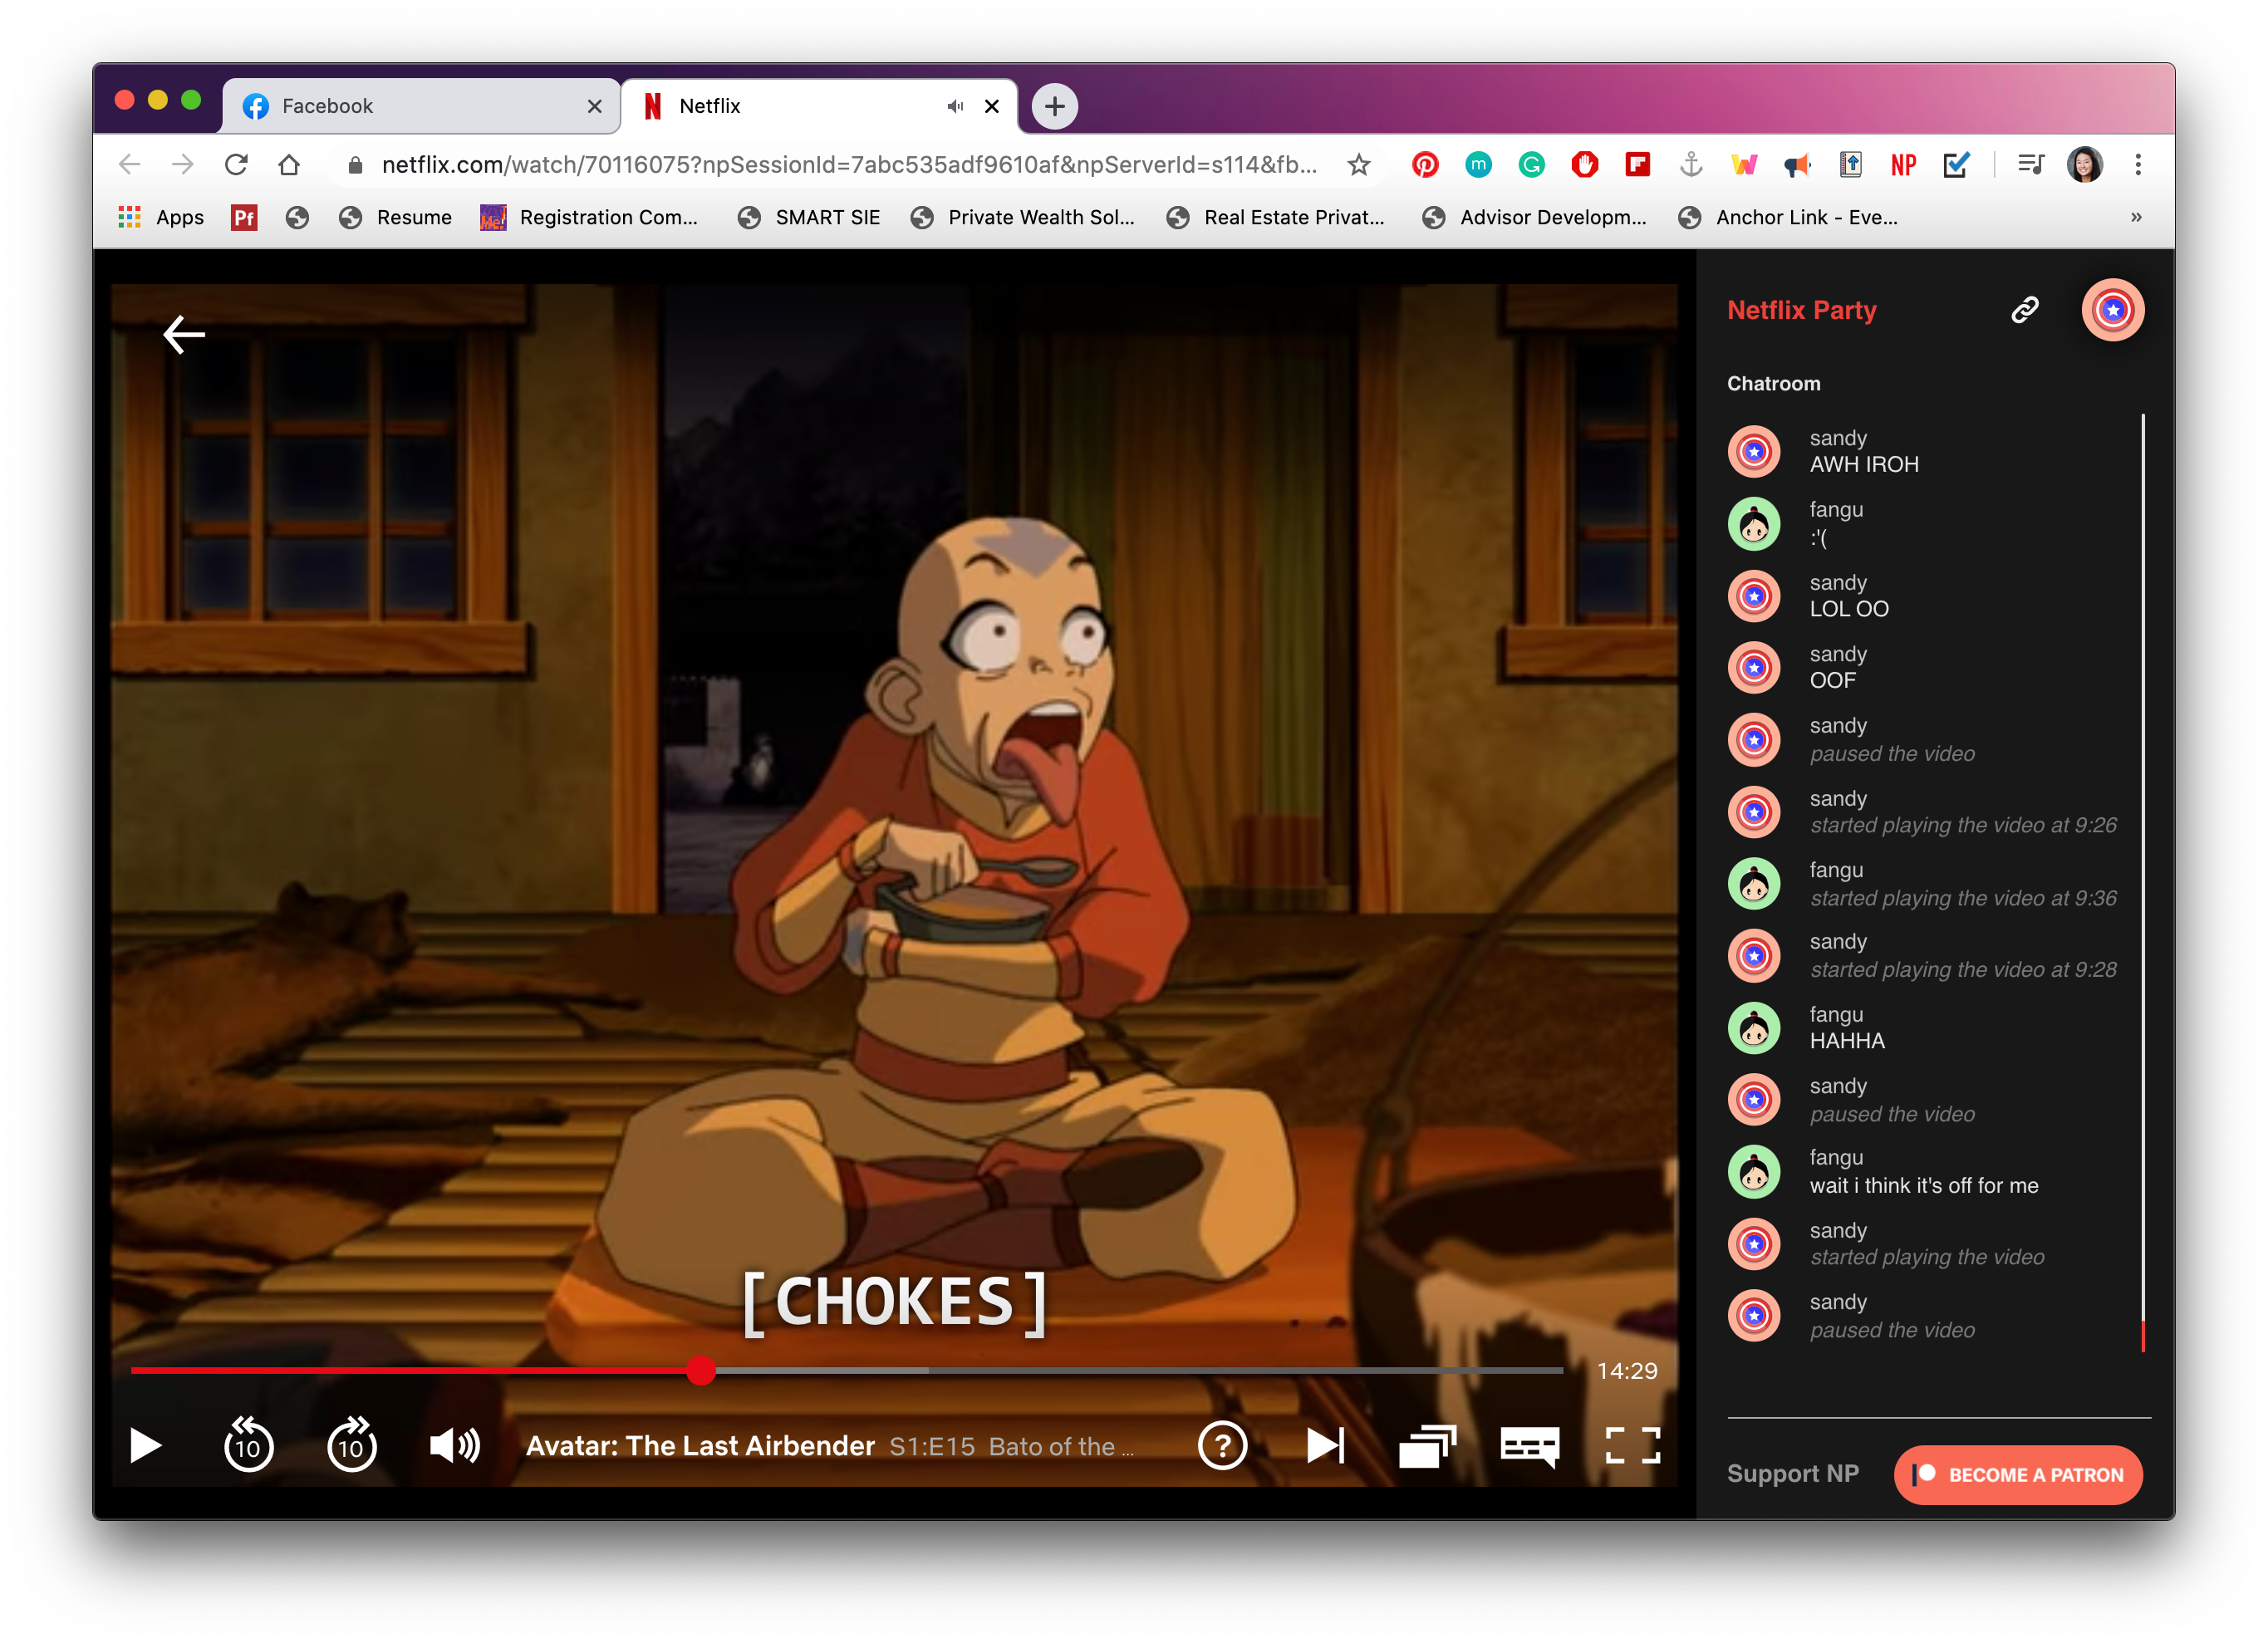 Facebook
Netflix
netflix.com/watch/70116075?npSessionId=7abc535adf9610af&npServerId=s114&fb...
m
G
W
NP
Apps
Pf
Resume
Registration Com...
SMART SIE
Private Wealth Sol...
Real Estate Privat...
Advisor Developm...
Anchor Link - Eve...
»
Netflix Party
Chatroom
sandy
AWH IROH
fangu
:'(
sandy
LOL OO
sandy
OOF
sandy
paused the video
sandy
started playing the video at 9:26
fangu
started playing the video at 9:36
sandy
started playing the video at 9:28
fangu
HAHHA
sandy
paused the video
fangu
wait i think it's off for me
sandy
started playing the video
sandy
paused the video
[CHOKES]
14:29
10
10
Avatar: The Last Airbender S1:E15 Bato of the ...
?
Support NP
BECOME A PATRON